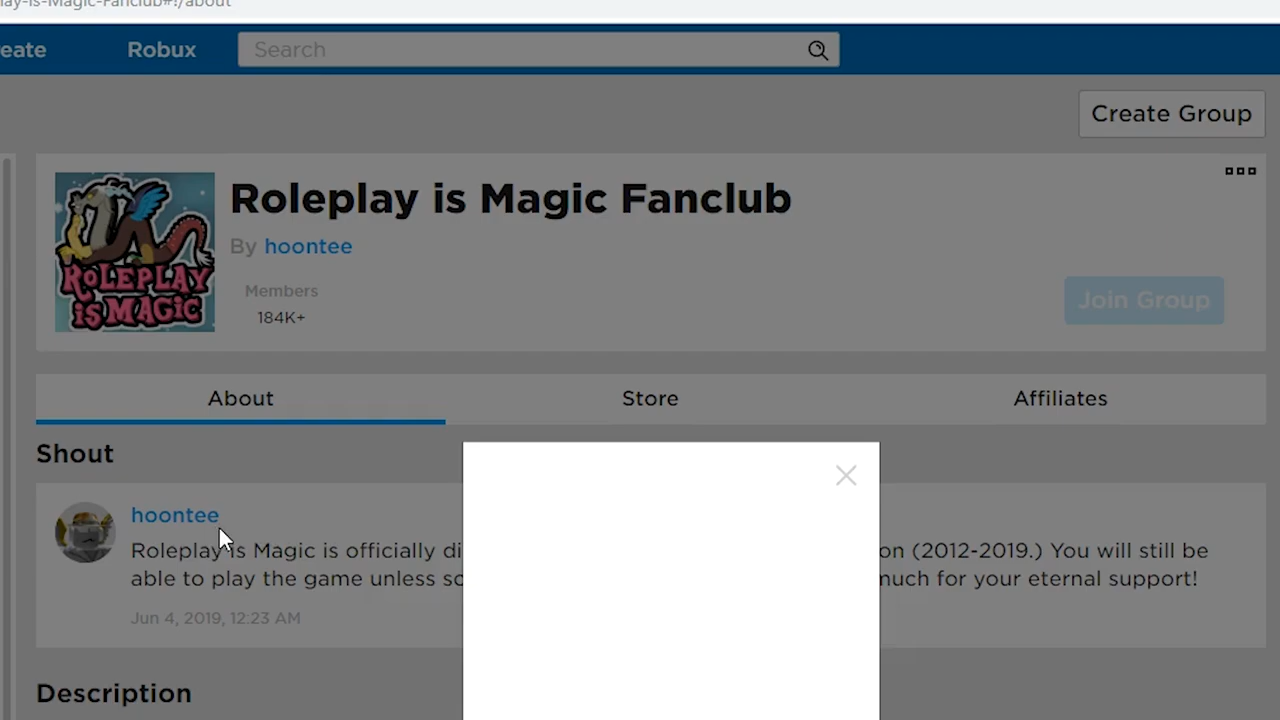 lay-is-Magic-Fanclub#!/about
eate Robux Search
Create Group
Roleplay is Magic Fanclub
By hoontee
Members
184K+
Join Group
ROLEPLAY
is MAGIC
About Store Affiliates
Shout
hoontee
Roleplay is Magic is officially di on (2012-2019.) You will still be
able to play the game unless so much for your eternal support!
Jun 4, 2019, 12:23 AM
Description